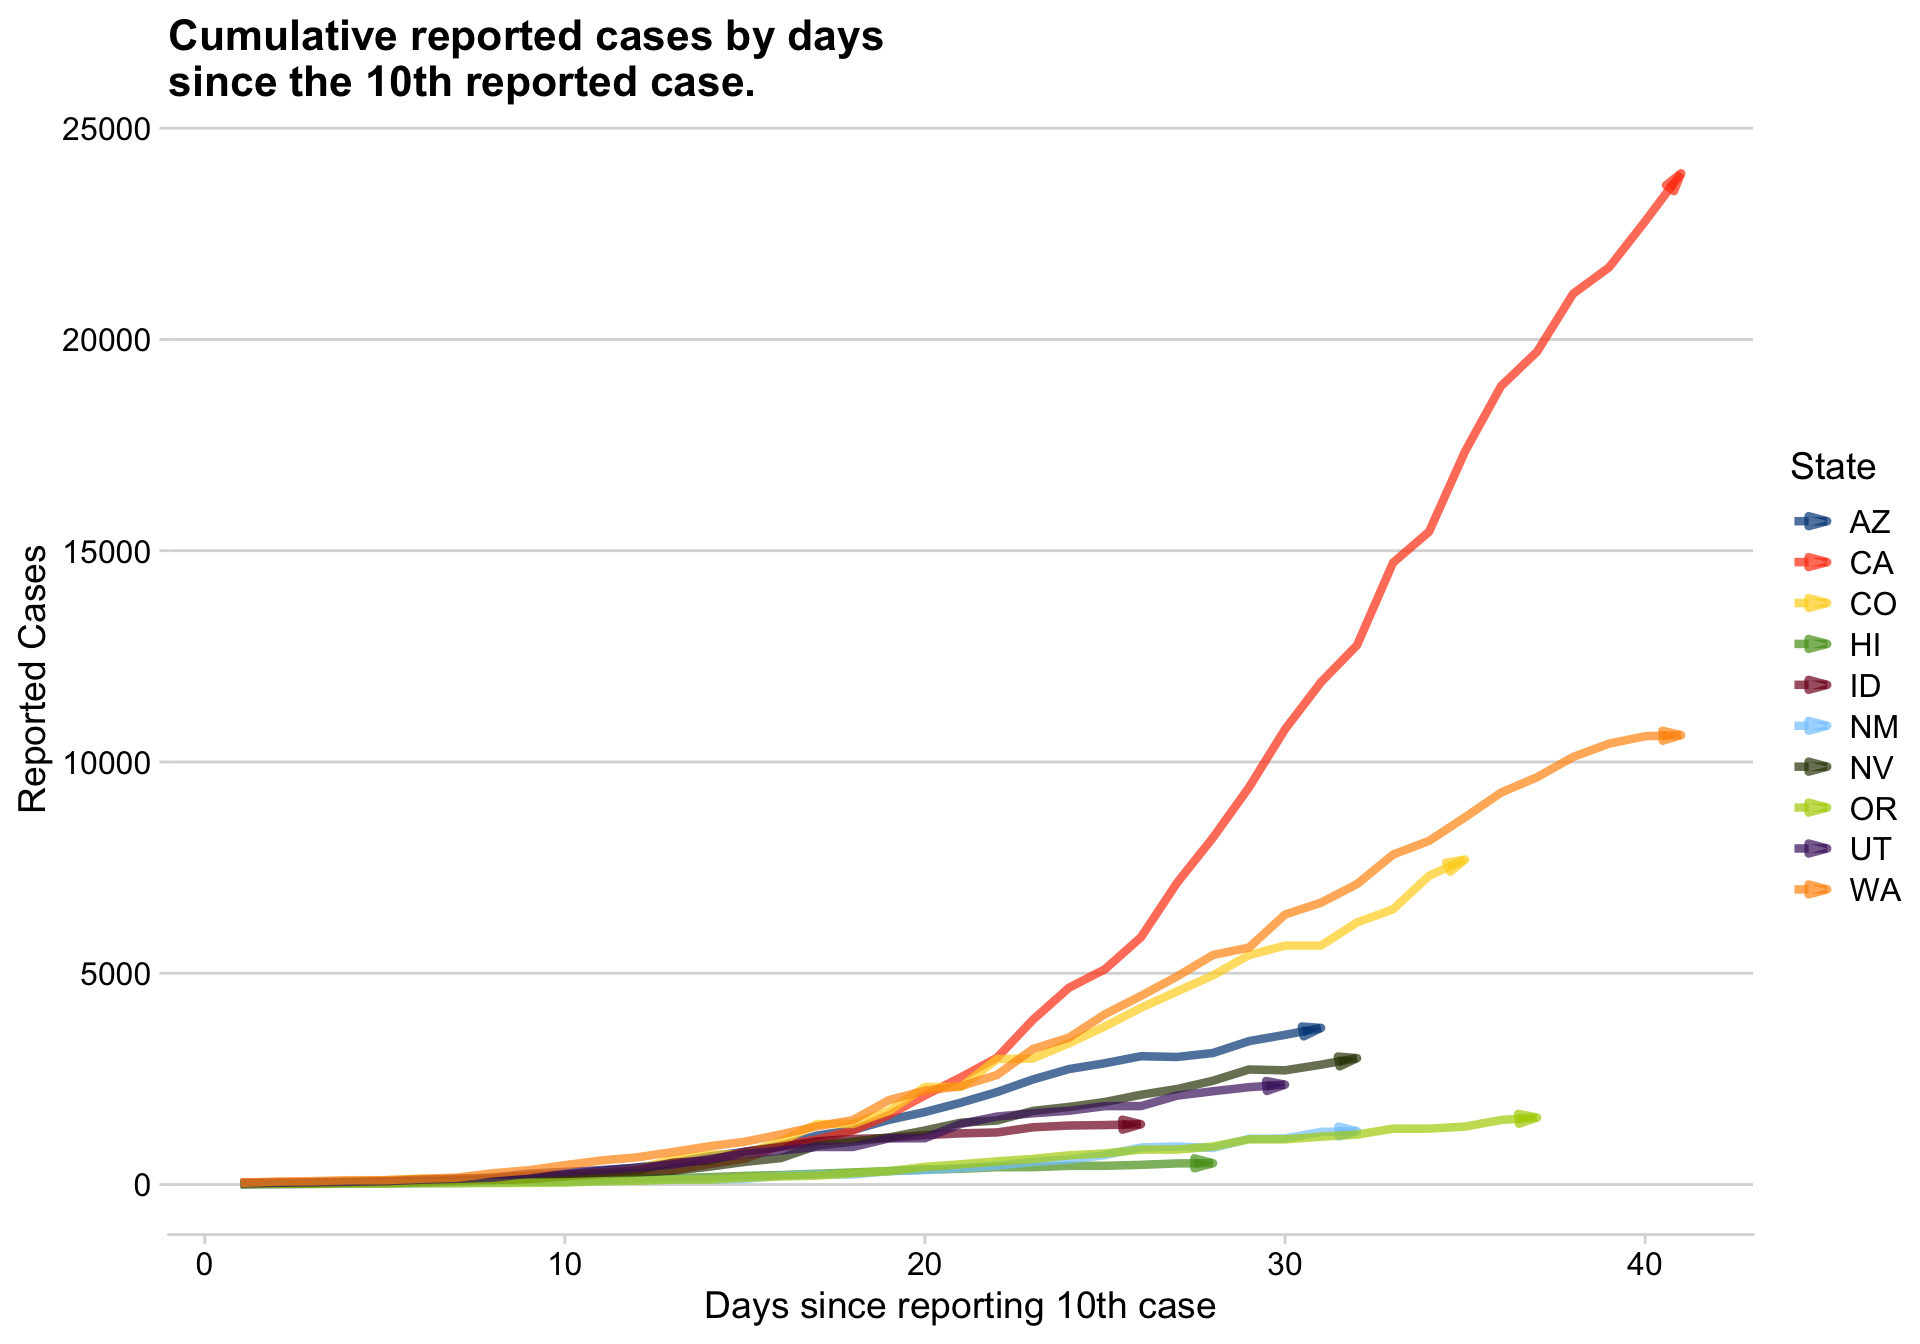 Cumulative reported cases by days
since the 10th reported case.
25000
20000
15000
10000
5000
0
Reported Cases
0 10 20 30 40
Days since reporting 10th case
State
AZ
CA
CO
HI
ID
NM
NV
OR
UT
WA